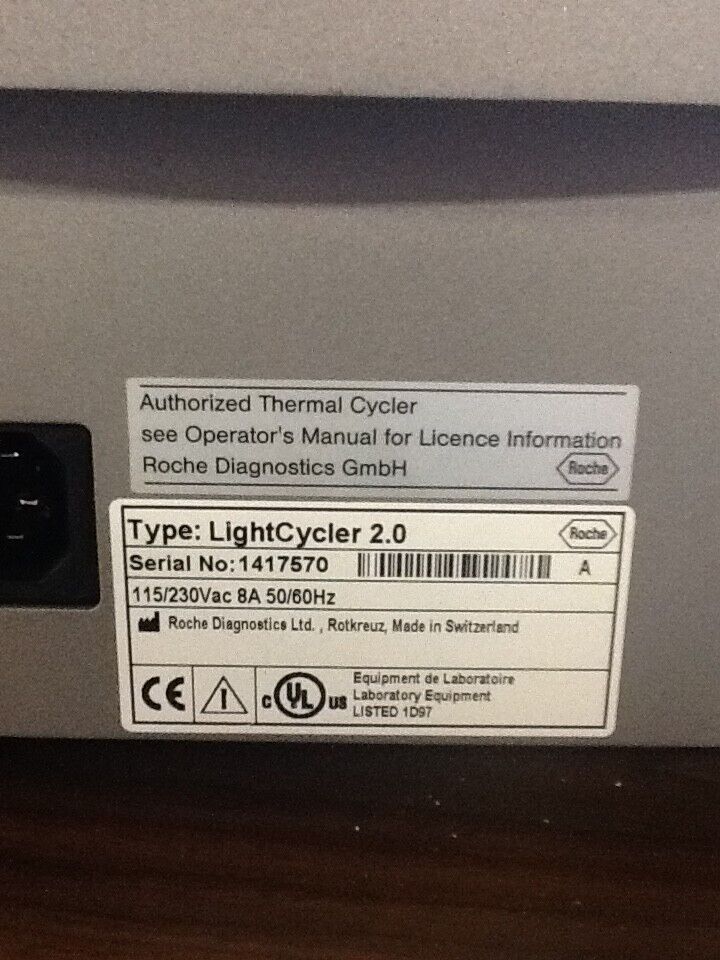 Authorized Thermal Cycler
see Operator's Manual for Licence Information
Roche Diagnostics GmbH Roche
Type: LightCycler 2.0 Roche
Serial No: 1417570 A
115/230Vac 8A 50/60Hz
Roche Diagnostics Ltd. , Rotkreuz, Made in Switzerland
Equipment de Laboratoire
CE c UL us Laboratory Equipment
LISTED 1D97